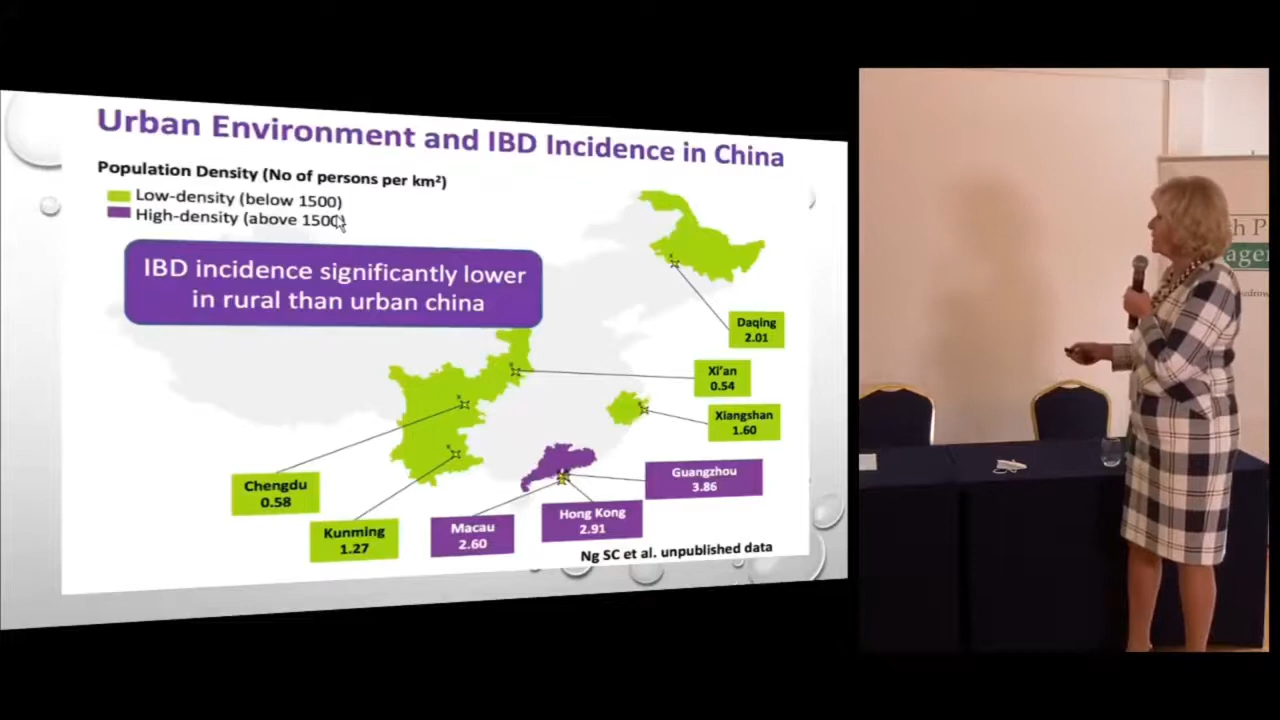 Urban Environment and IBD Incidence in China
Population Density (No of persons per km²)
Low-density (below 1500)
High-density (above 1500)
IBD incidence significantly lower
in rural than urban china
Daqing
2.01
Xi'an
0.54
Xiangshan
1.60
Guangzhou
3.86
Chengdu
0.58
Hong Kong
2.91
Macau
2.60
Kunming
1.27
Ng SC et al. unpublished data